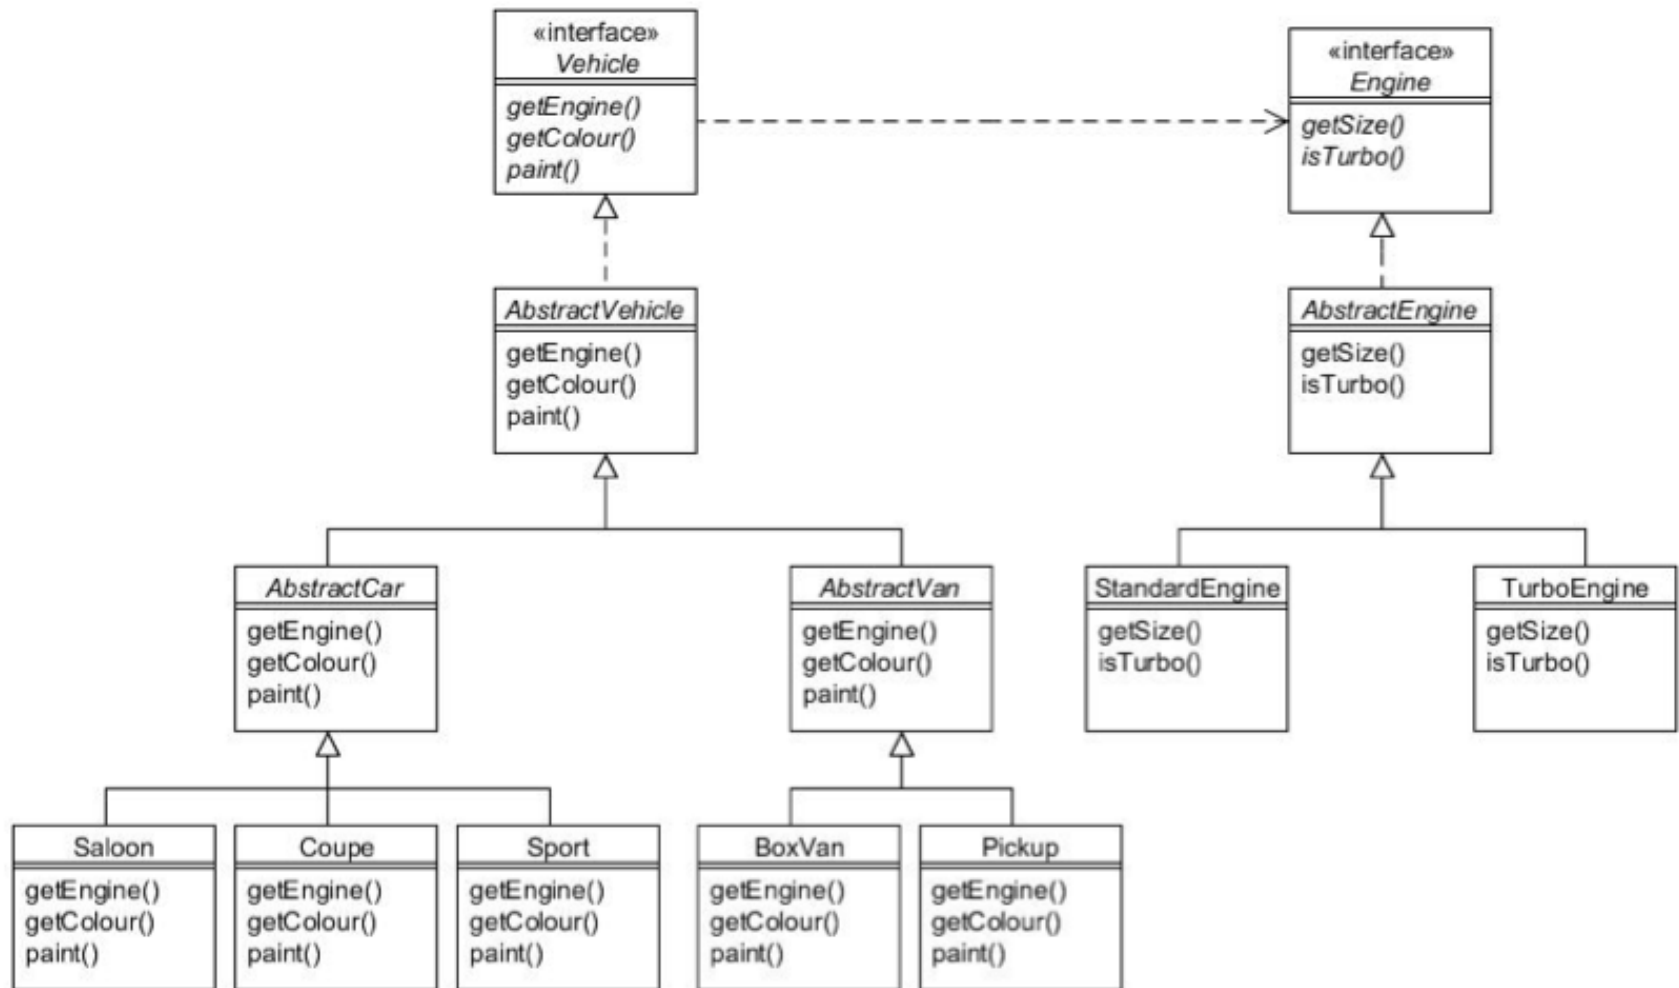 «interface»
Vehicle
getEngine()
getColour()
paint()
«interface»
Engine
getSize()
isTurbo()
AbstractVehicle
getEngine()
getColour()
paint()
AbstractEngine
getSize()
isTurbo()
AbstractCar
getEngine()
getColour()
paint()
AbstractVan
getEngine()
getColour()
paint()
StandardEngine
getSize()
isTurbo()
TurboEngine
getSize()
isTurbo()
Saloon
getEngine()
getColour()
paint()
Coupe
getEngine()
getColour()
paint()
Sport
getEngine()
getColour()
paint()
BoxVan
getEngine()
getColour()
paint()
Pickup
getEngine()
getColour()
paint()